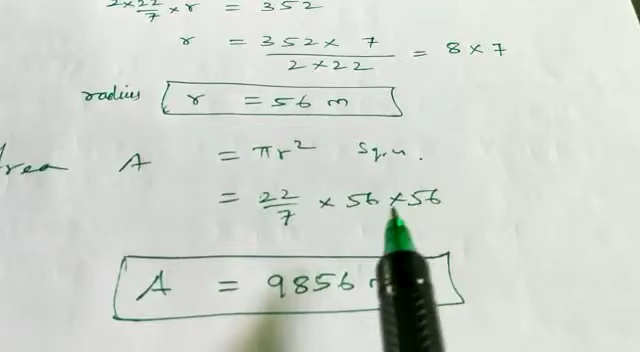 2 × 22/7 × r = 352
r = 352 × 7 / 2 × 22 = 8 × 7
radius r = 56 m
Area A = πr² Sq.u.
= 22/7 × 56 × 56
A = 9856